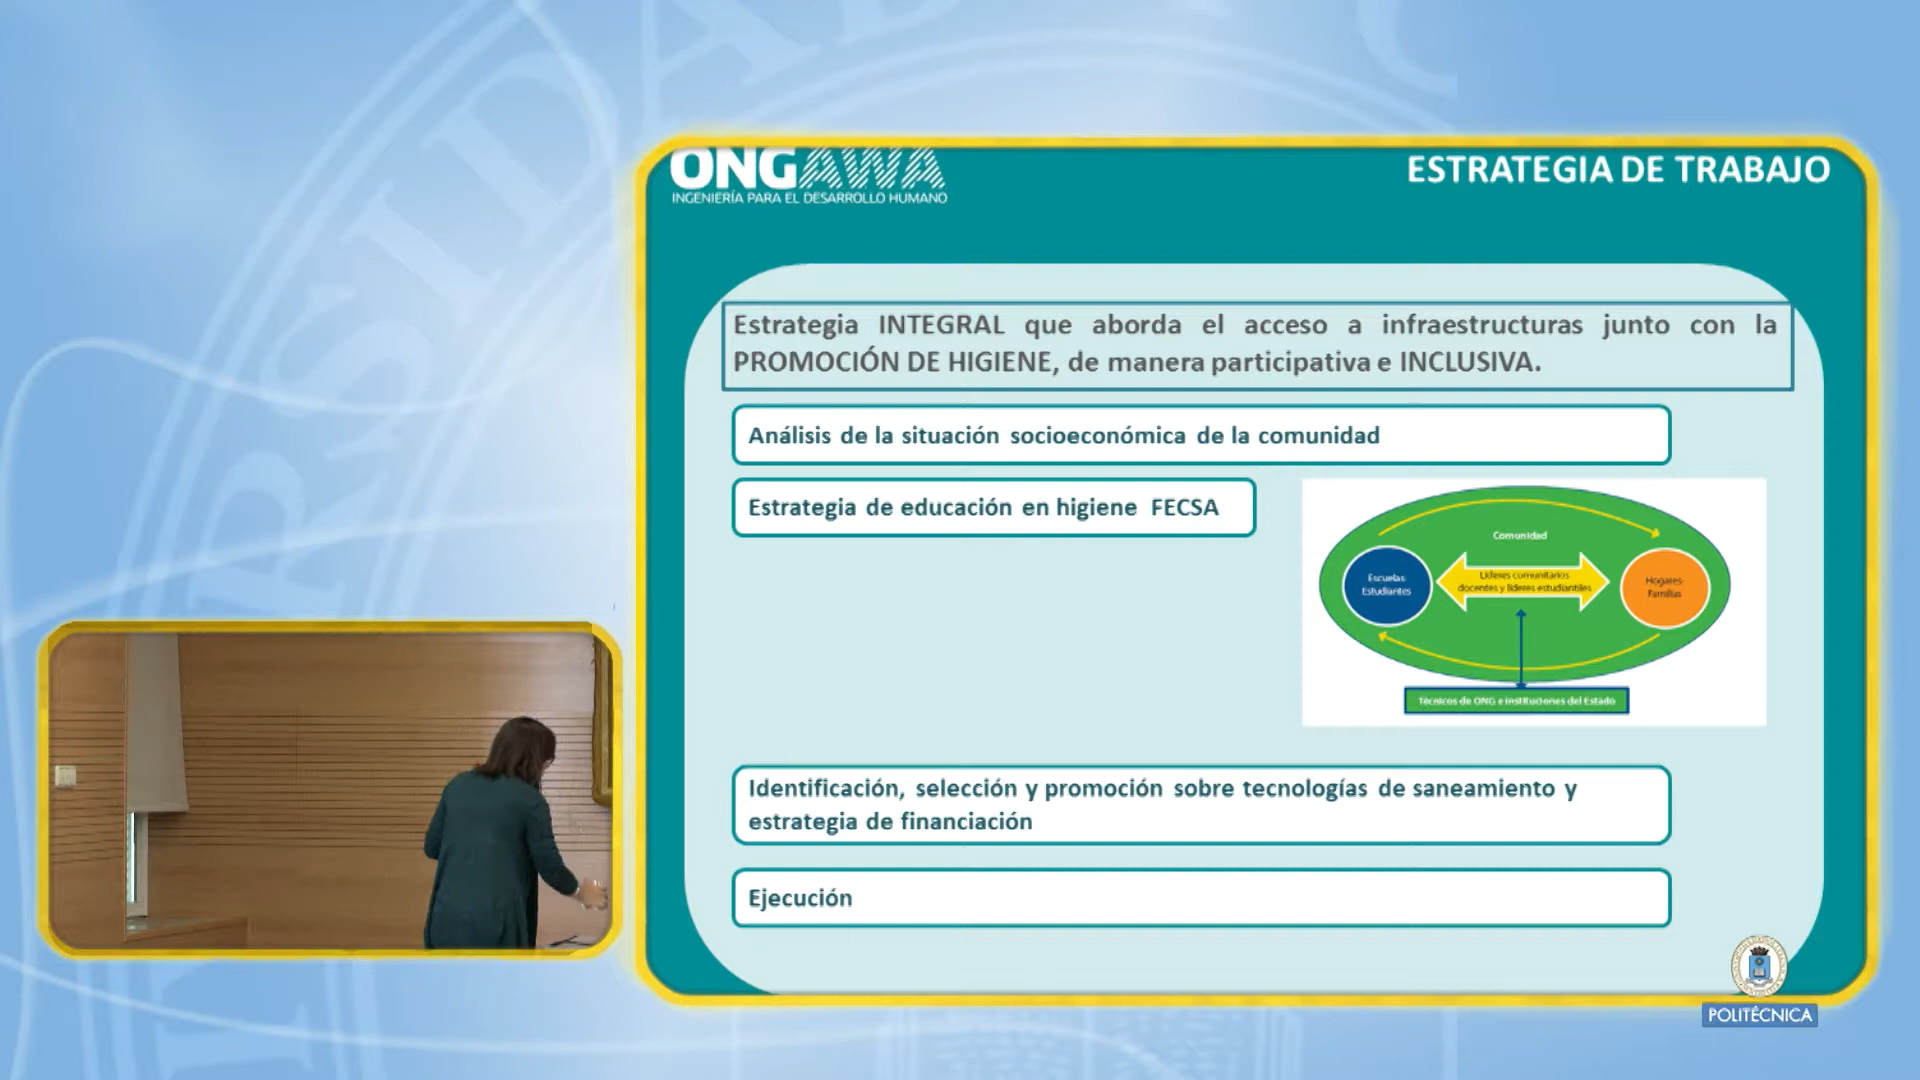 ONGAWA
INGENIERÍA PARA EL DESARROLLO HUMANO
ESTRATEGIA DE TRABAJO
Estrategia INTEGRAL que aborda el acceso a infraestructuras junto con la
PROMOCIÓN DE HIGIENE, de manera participativa e INCLUSIVA.
Análisis de la situación socioeconómica de la comunidad
Estrategia de educación en higiene FECSA
Comunidad
Escuelas
Estudiantes
Líderes comunitarios
docentes y líderes estudiantiles
Hogares
Familias
Técnicos de ONG e Instituciones del Estado
Identificación, selección y promoción sobre tecnologías de saneamiento y
estrategia de financiación
Ejecución
POLITÉCNICA